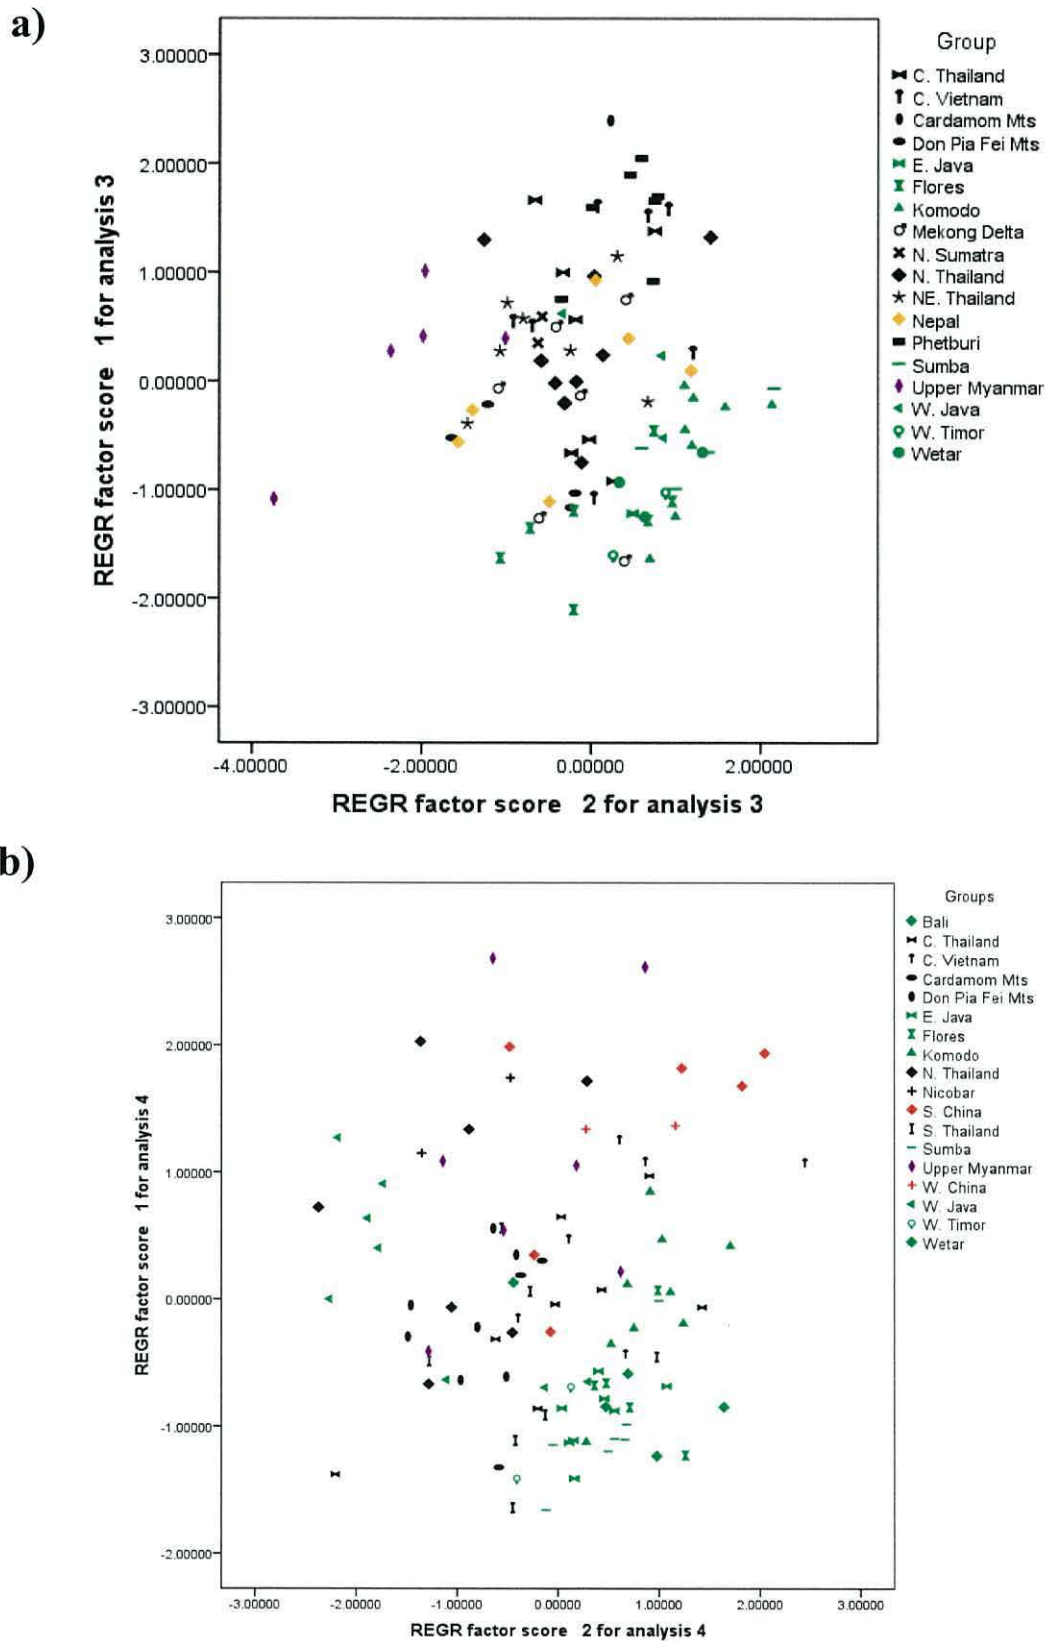 a)
Group
C. Thailand
C. Vietnam
Cardamom Mts
Don Pia Fei Mts
E. Java
Flores
Komodo
Mekong Delta
N. Sumatra
N. Thailand
NE. Thailand
Nepal
Phetburi
Sumba
Upper Myanmar
W. Java
W. Timor
Wetar
REGR factor score 1 for analysis 3
3.00000
2.00000
1.00000
0.00000
-1.00000
-2.00000
-3.00000
-4.00000 -2.00000 0.00000 2.00000
REGR factor score 2 for analysis 3
b)
Groups
Bali
C. Thailand
C. Vietnam
Cardamom Mts
Don Pia Fei Mts
E. Java
Flores
Komodo
N. Thailand
Nicobar
S. China
S. Thailand
Sumba
Upper Myanmar
W. China
W. Java
W. Timor
Wetar
REGR factor score 1 for analysis 4
3.00000
2.00000
1.00000
0.00000
-1.00000
-2.00000
-3.00000 -2.00000 -1.00000 0.00000 1.00000 2.00000 3.00000
REGR factor score 2 for analysis 4